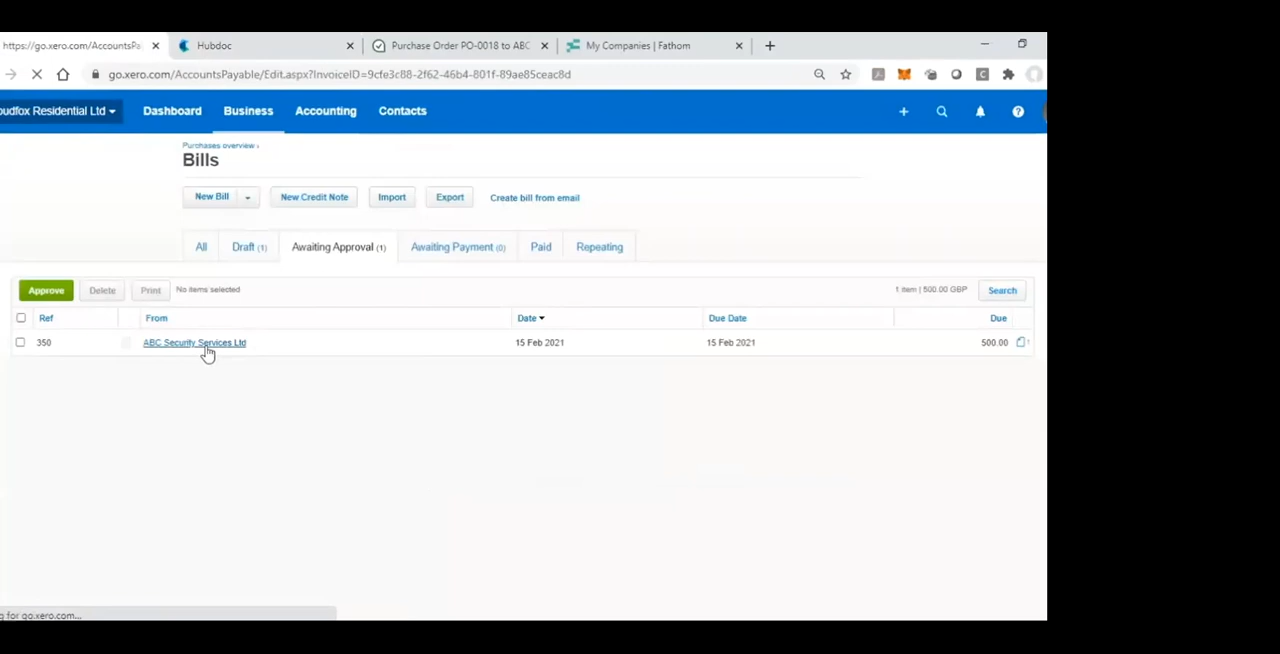 https://go.xero.com/AccountsPa
Hubdoc
Purchase Order PO-0018 to ABC
My Companies | Fathom
go.xero.com/AccountsPayable/Edit.aspx?InvoiceID=9cfe3c88-2f62-46b4-801f-89ae85ceac8d
oudfox Residential Ltd
Dashboard
Business
Accounting
Contacts
Purchases overview ›
Bills
New Bill
New Credit Note
Import
Export
Create bill from email
All
Draft (1)
Awaiting Approval (1)
Awaiting Payment (0)
Paid
Repeating
Approve
Delete
Print
No items selected
1 item | 500.00 GBP
Search
Ref
From
Date
Due Date
Due
350
ABC Security Services Ltd
15 Feb 2021
15 Feb 2021
500.00
1
g for go.xero.com...